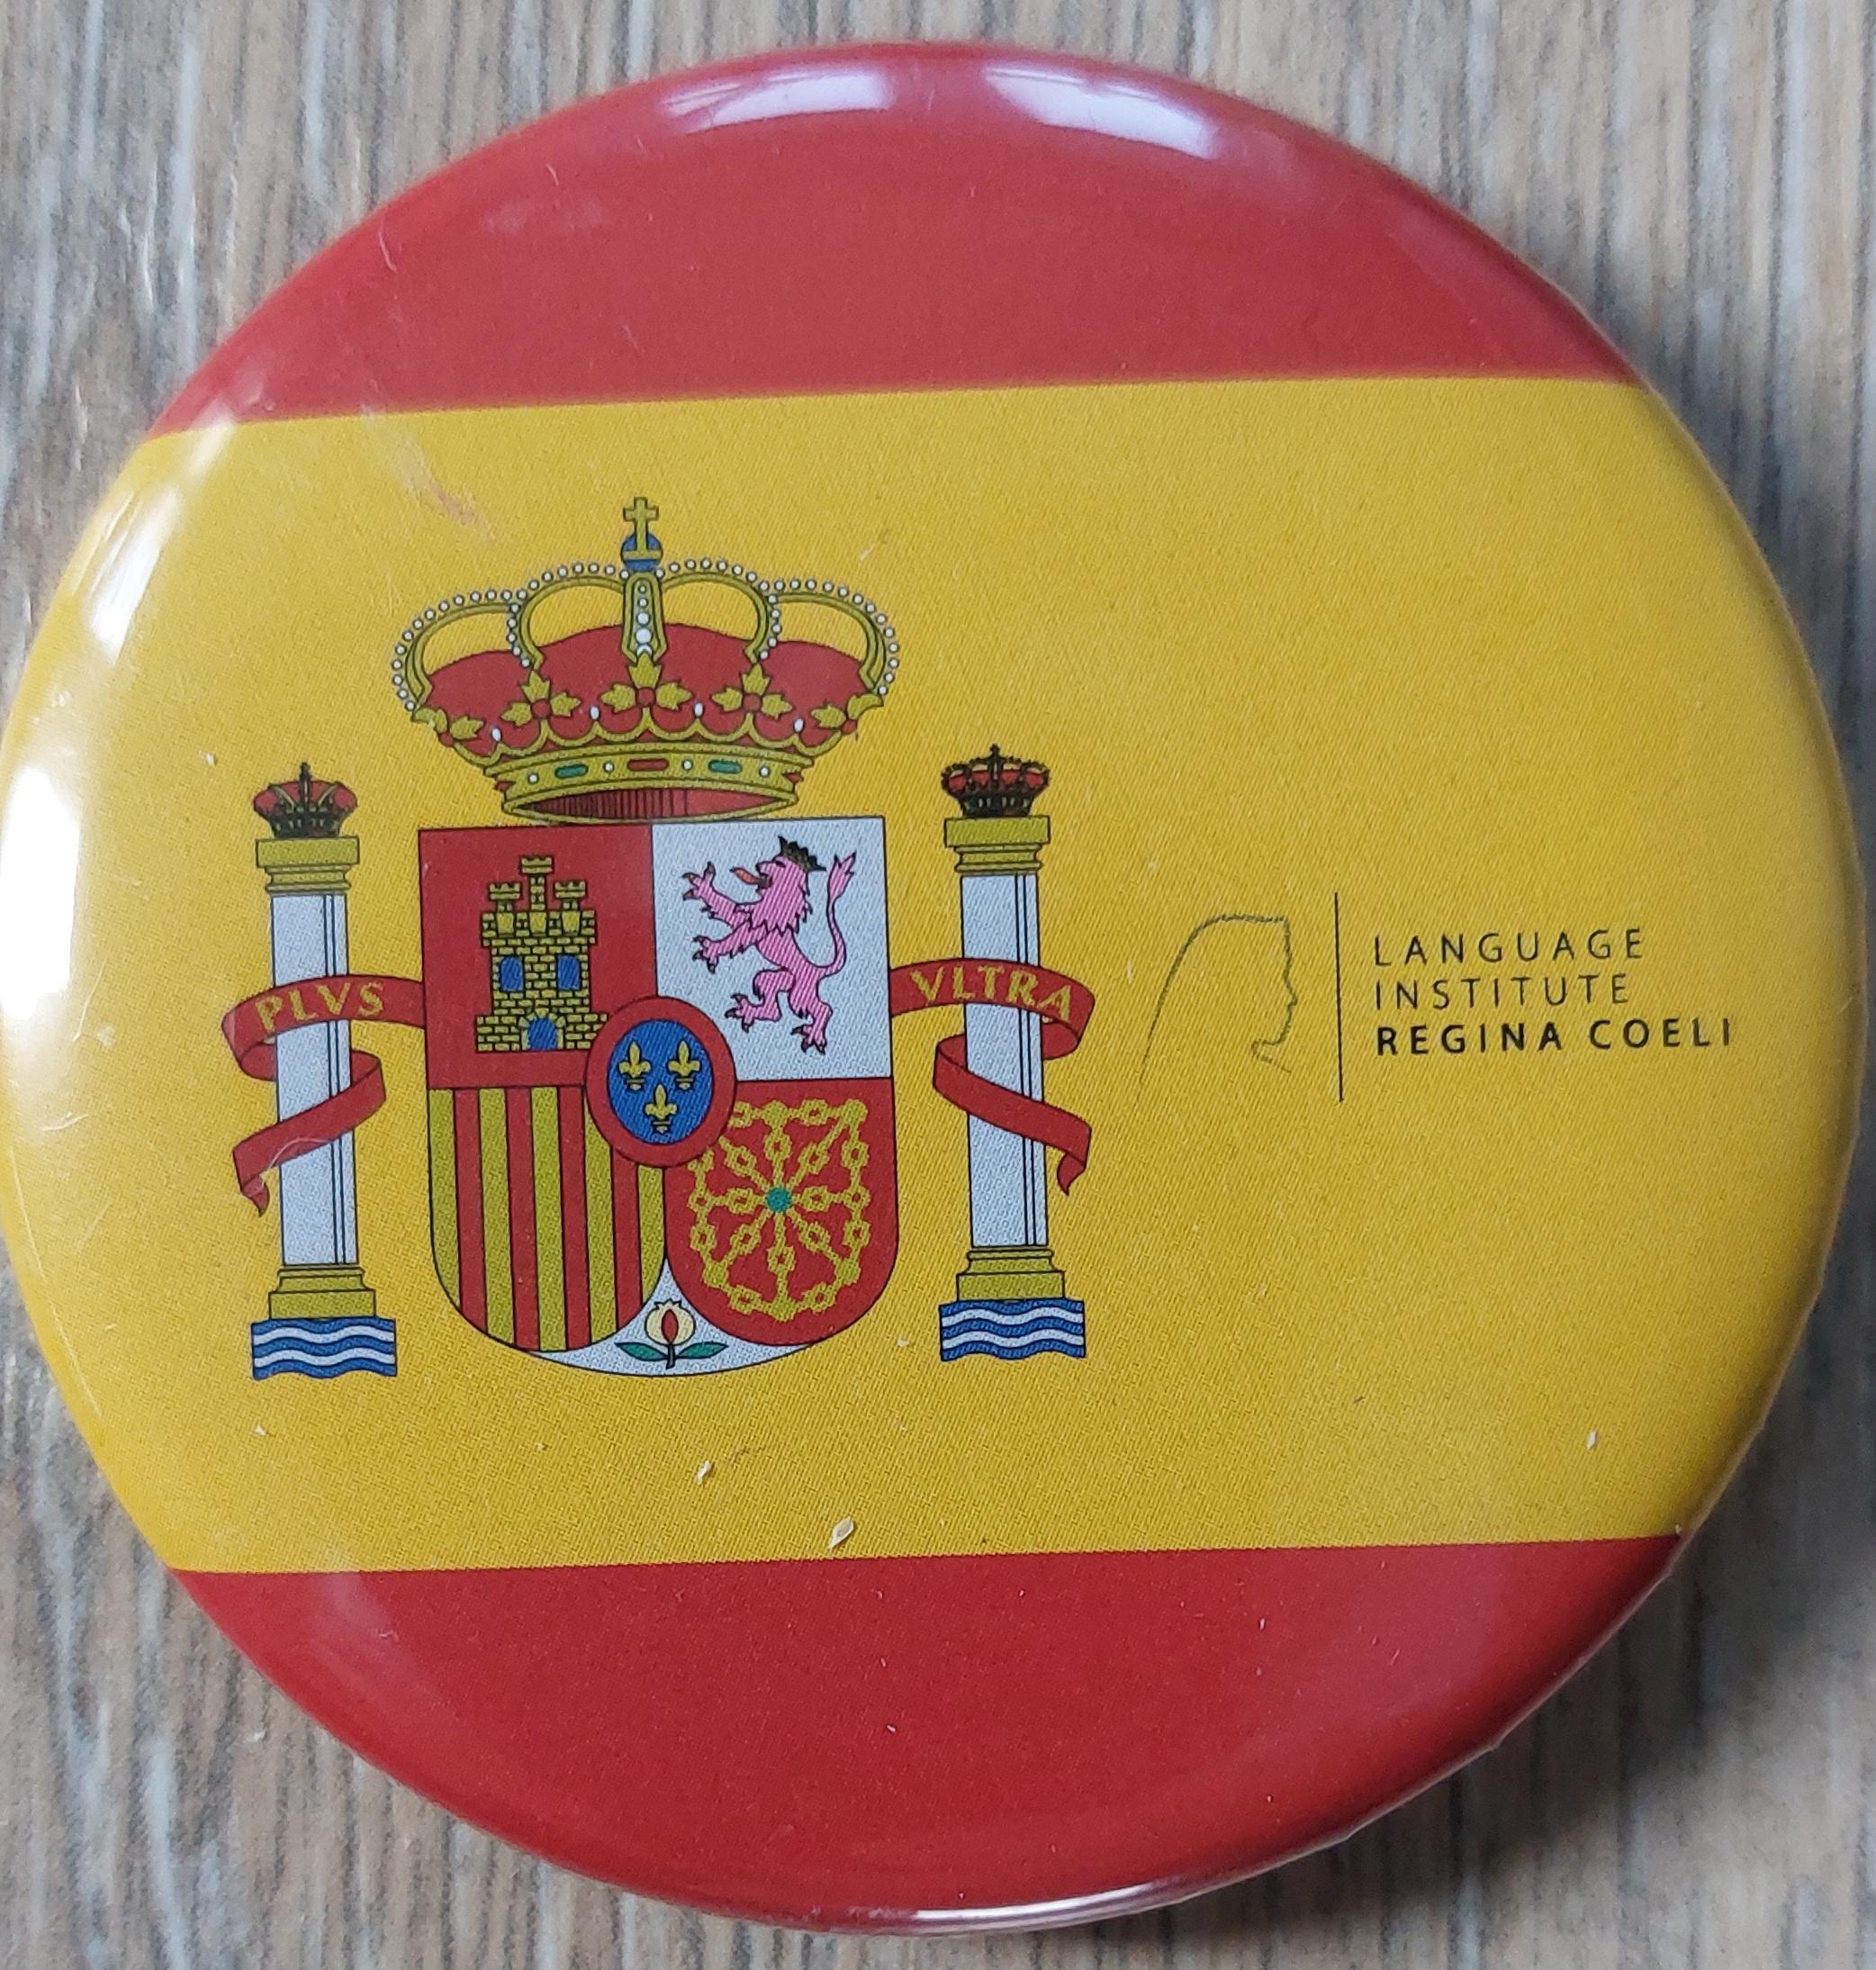 PLVS
VLTRA
LANGUAGE
INSTITUTE
REGINA COELI